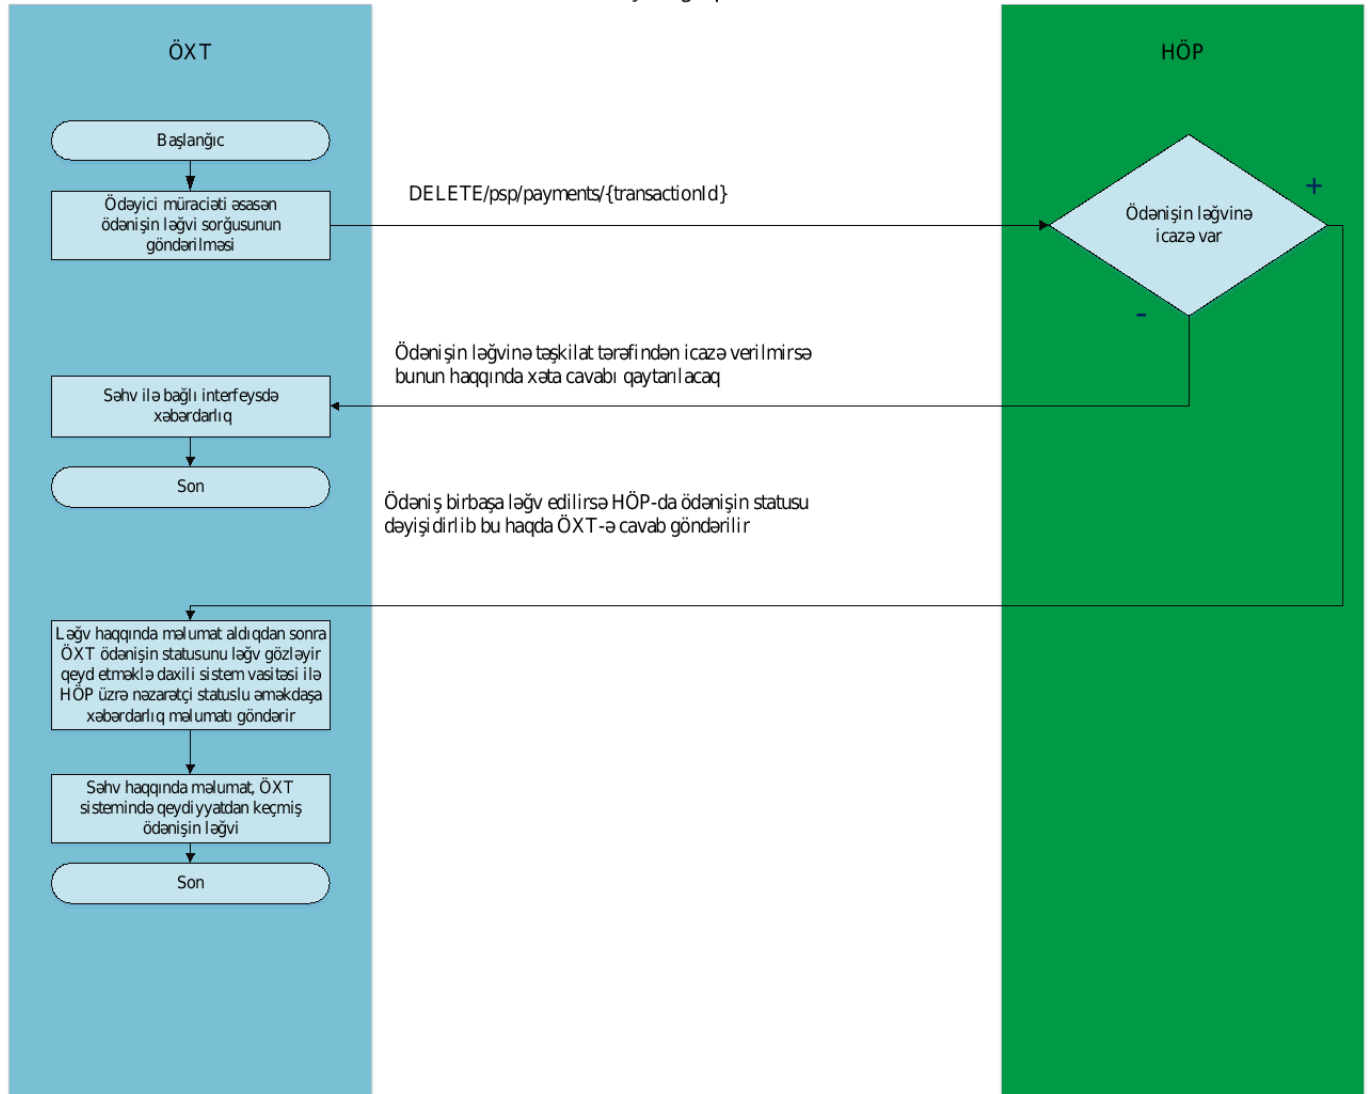 ÖXT
HÖP
Başlanğıc
Ödəyici müraciəti əsasən
ödənişin ləğvi sorğusunun
göndərilməsi
DELETE/psp/payments/{transactionId}
+
Ödənişin ləğvinə
icazə var
-
Ödənişin ləğvinə təşkilat tərəfindən icazə verilmirsə
bunun haqqında xəta cavabı qaytarılacaq
Səhv ilə bağlı interfeysdə
xəbərdarlıq
Son
Ödəniş birbaşa ləğv edilirsə HÖP-da ödənişin statusu
dəyişidirlib bu haqda ÖXT-ə cavab göndərilir
Ləğv haqqında məlumat aldıqdan sonra
ÖXT ödənişin statusunu ləğv gözləyir
qeyd etməklə daxili sistem vasitəsi ilə
HÖP üzrə nəzarətçi statuslu əməkdaşa
xəbərdarlıq məlumatı göndərir
Səhv haqqında məlumat, ÖXT
sistemində qeydiyyatdan keçmiş
ödənişin ləğvi
Son